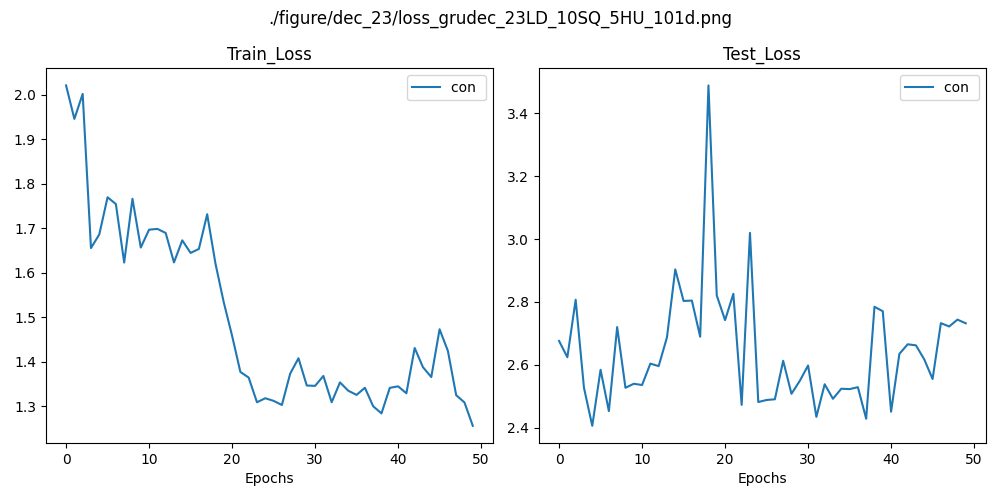 ./figure/dec_23/loss_grudec_23LD_10SQ_5HU_101d.png
Train_Loss
con
2.0
1.9
1.8
1.7
1.6
1.5
1.4
1.3
0 10 20 30 40 50
Epochs
Test_Loss
con
3.4
3.2
3.0
2.8
2.6
2.4
0 10 20 30 40 50
Epochs